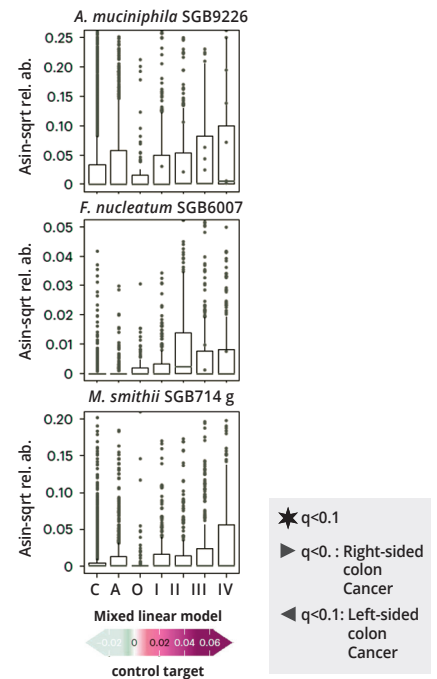 A. muciniphila SGB9226
Asin-sqrt rel. ab.
0.25
0.20
0.15
0.10
0.05
0
F. nucleatum SGB6007
Asin-sqrt rel. ab.
0.05
0.04
0.03
0.02
0.01
0
M. smithii SGB714 g
Asin-sqrt rel. ab.
0.20
0.15
0.10
0.05
0
C A O I II III IV
Mixed linear model
-0.02 0 0.02 0.04 0.06
control target
q<0.1
q<0. : Right-sided
colon
Cancer
q<0.1: Left-sided
colon
Cancer